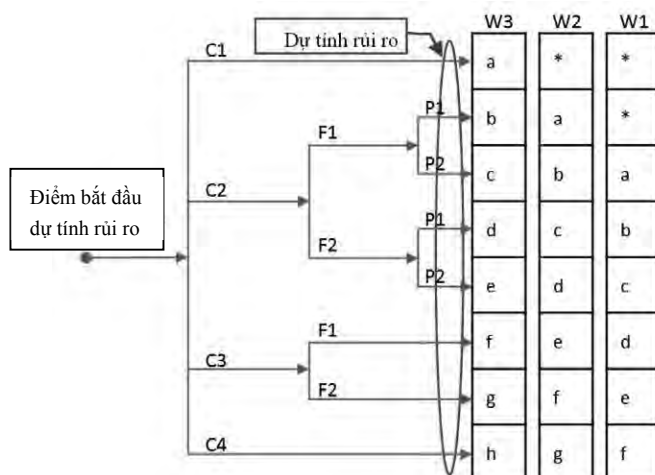 W3 W2 W1
Dự tính rủi ro
C1 a * *
P1 b a *
F1
P2 c b a
C2
Điểm bắt đầu
dự tính rủi ro
P1 d c b
F2
P2 e d c
F1 f e d
C3
F2 g f e
C4 h g f